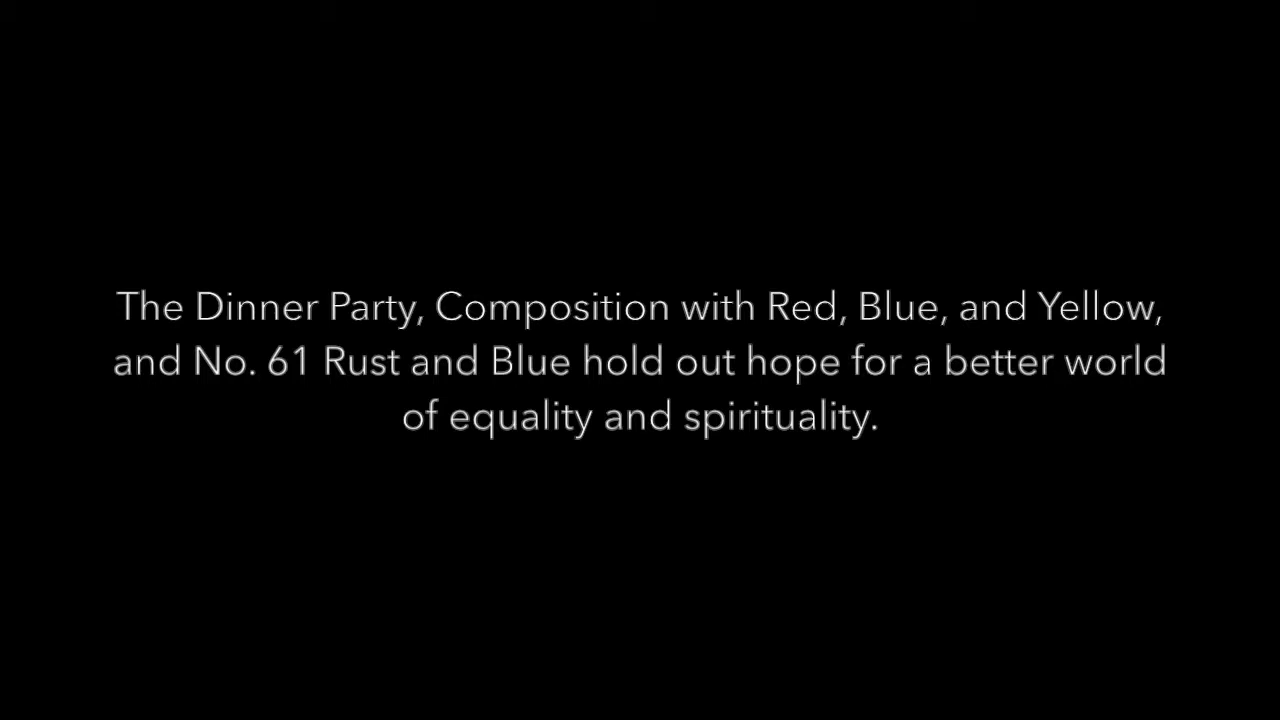 The Dinner Party, Composition with Red, Blue, and Yellow,
and No. 61 Rust and Blue hold out hope for a better world
of equality and spirituality.